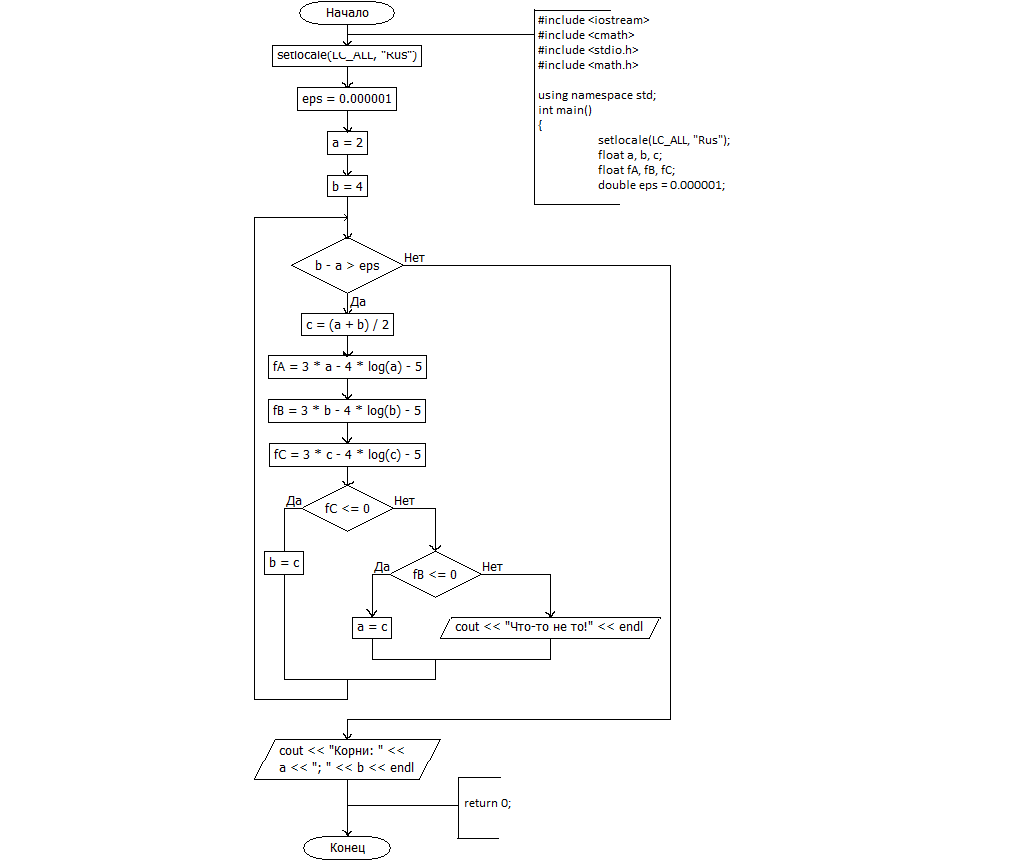 Начало
#include <iostream>
#include <cmath>
#include <stdio.h>
#include <math.h>
using namespace std;
int main()
{
setlocale(LC_ALL, "Rus");
float a, b, c;
float fA, fB, fC;
double eps = 0.000001;
setlocale(LC_ALL, "Rus")
eps = 0.000001
a = 2
b = 4
b - a > eps
Нет
Да
c = (a + b) / 2
fA = 3 * a - 4 * log(a) - 5
fB = 3 * b - 4 * log(b) - 5
fC = 3 * c - 4 * log(c) - 5
Да
fC <= 0
Нет
b = c
Да
fB <= 0
Нет
a = c
cout << "Что-то не то!" << endl
cout << "Корни: " <<
a << "; " << b << endl
return 0;
Конец